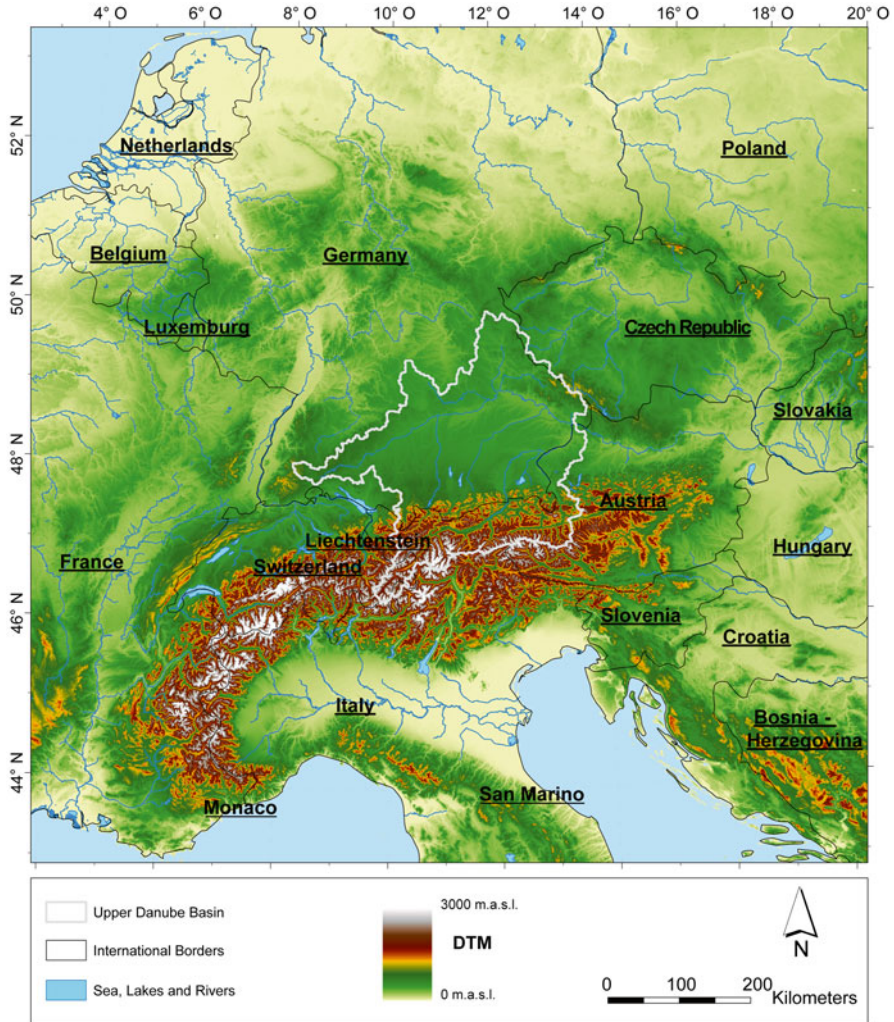 4 O 6 O 8 O 10 O 12 O 14 O 16 O 18 O 20 O
52° N
50° N
48° N
46° N
44° N
Netherlands
Poland
Belgium
Germany
Luxemburg
Czech Republic
Slovakia
Austria
Liechtenstein
France
Switzerland
Hungary
Slovenia
Croatia
Italy
Bosnia -
Herzegovina
San Marino
Monaco
Upper Danube Basin
International Borders
Sea, Lakes and Rivers
3000 m.a.s.l.
DTM
0 m.a.s.l.
N
0 100 200
Kilometers